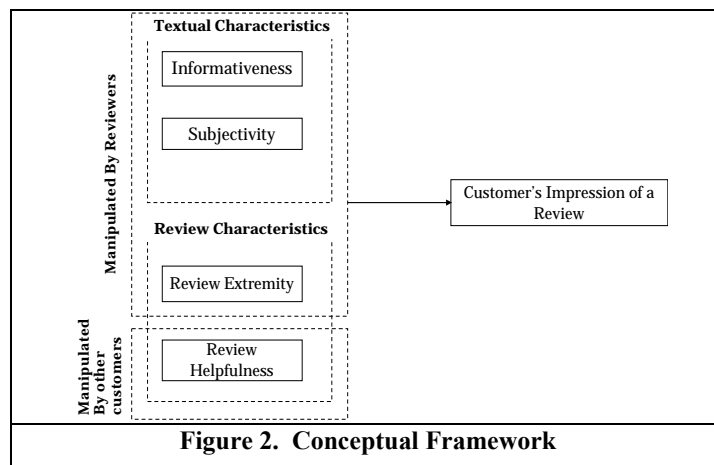 Textual Characteristics
Informativeness
Subjectivity
Manipulated By Reviewers
Customer's Impression of a
Review
Review Characteristics
Review Extremity
Review
Helpfulness
Manipulated
By other
customers
Figure 2. Conceptual Framework